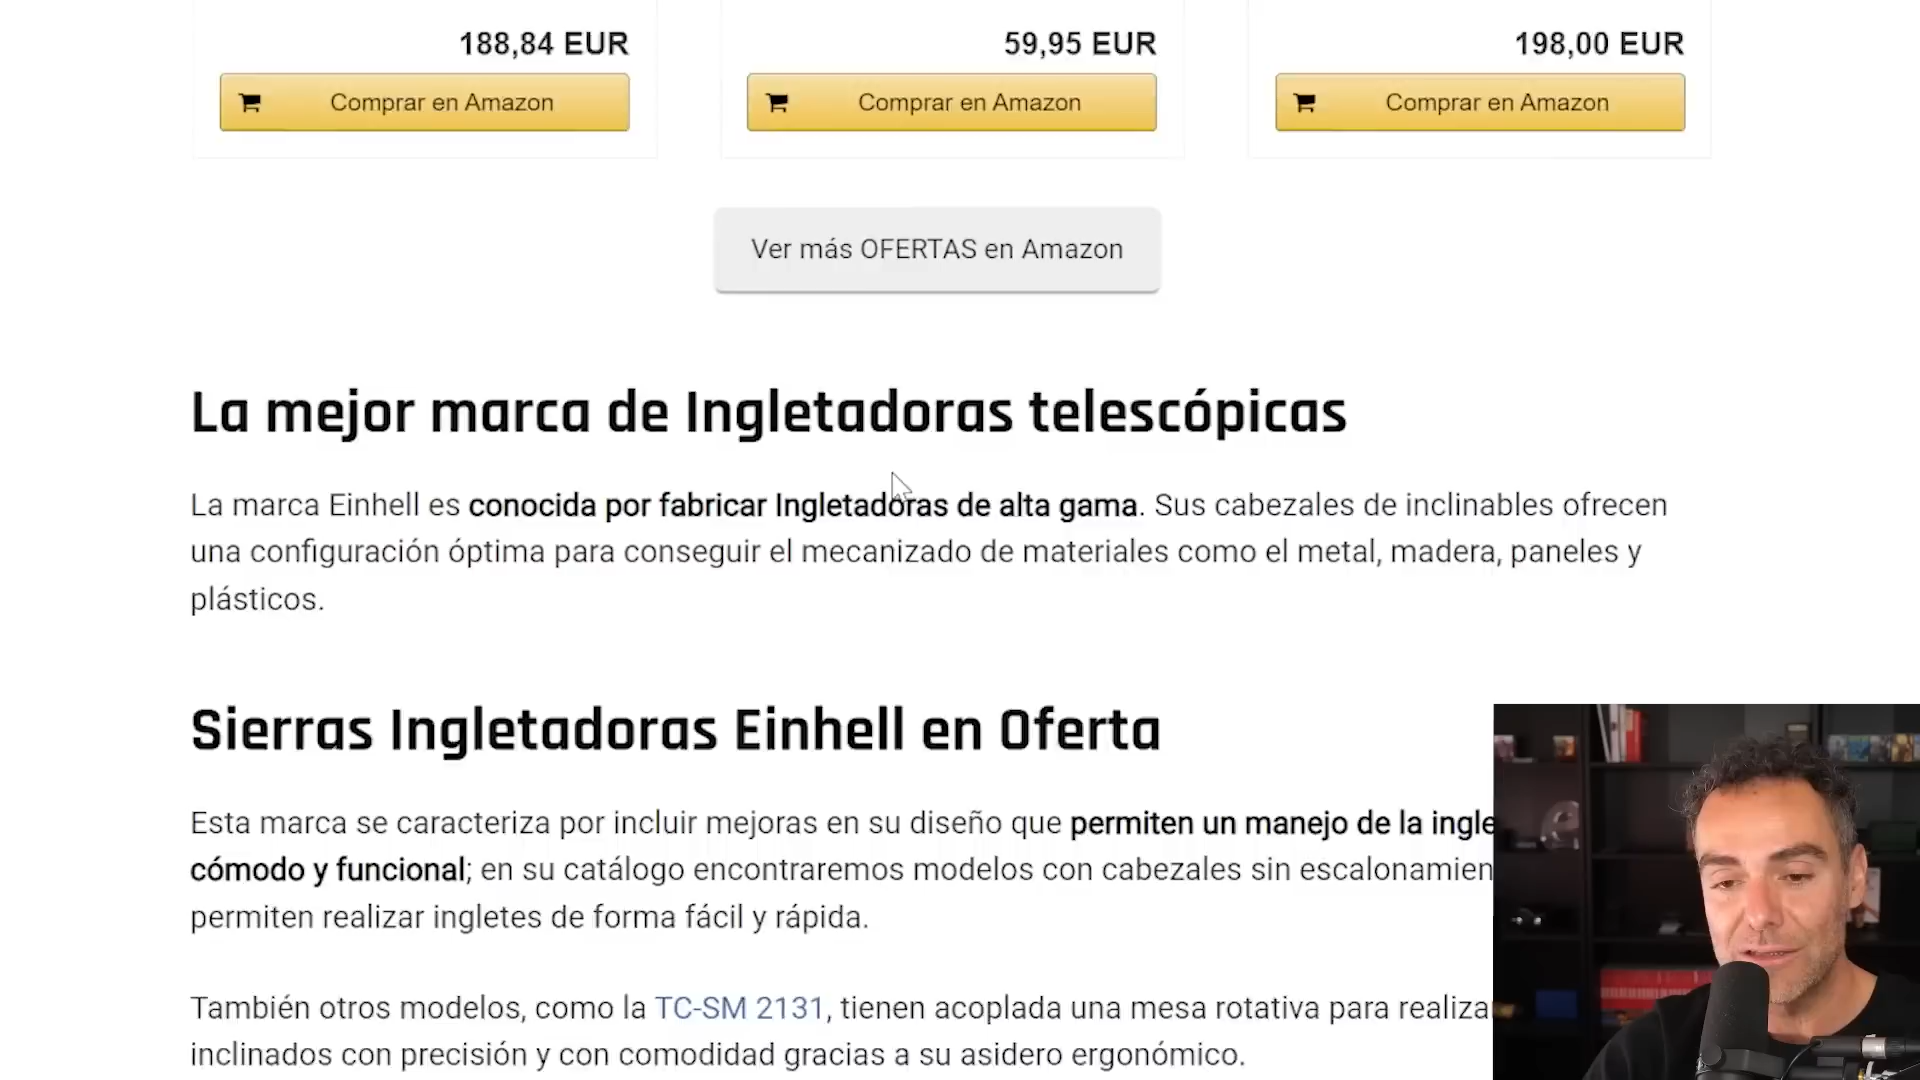 188,84 EUR
59,95 EUR
198,00 EUR
Comprar en Amazon
Comprar en Amazon
Comprar en Amazon
Ver más OFERTAS en Amazon
La mejor marca de Ingletadoras telescópicas
La marca Einhell es conocida por fabricar Ingletadoras de alta gama. Sus cabezales de inclinables ofrecen
una configuración óptima para conseguir el mecanizado de materiales como el metal, madera, paneles y
plásticos.
Sierras Ingletadoras Einhell en Oferta
Esta marca se caracteriza por incluir mejoras en su diseño que permiten un manejo de la ingle
cómodo y funcional; en su catálogo encontraremos modelos con cabezales sin escalonamien
permiten realizar ingletes de forma fácil y rápida.
También otros modelos, como la TC-SM 2131, tienen acoplada una mesa rotativa para realiza
inclinados con precisión y con comodidad gracias a su asidero ergonómico.